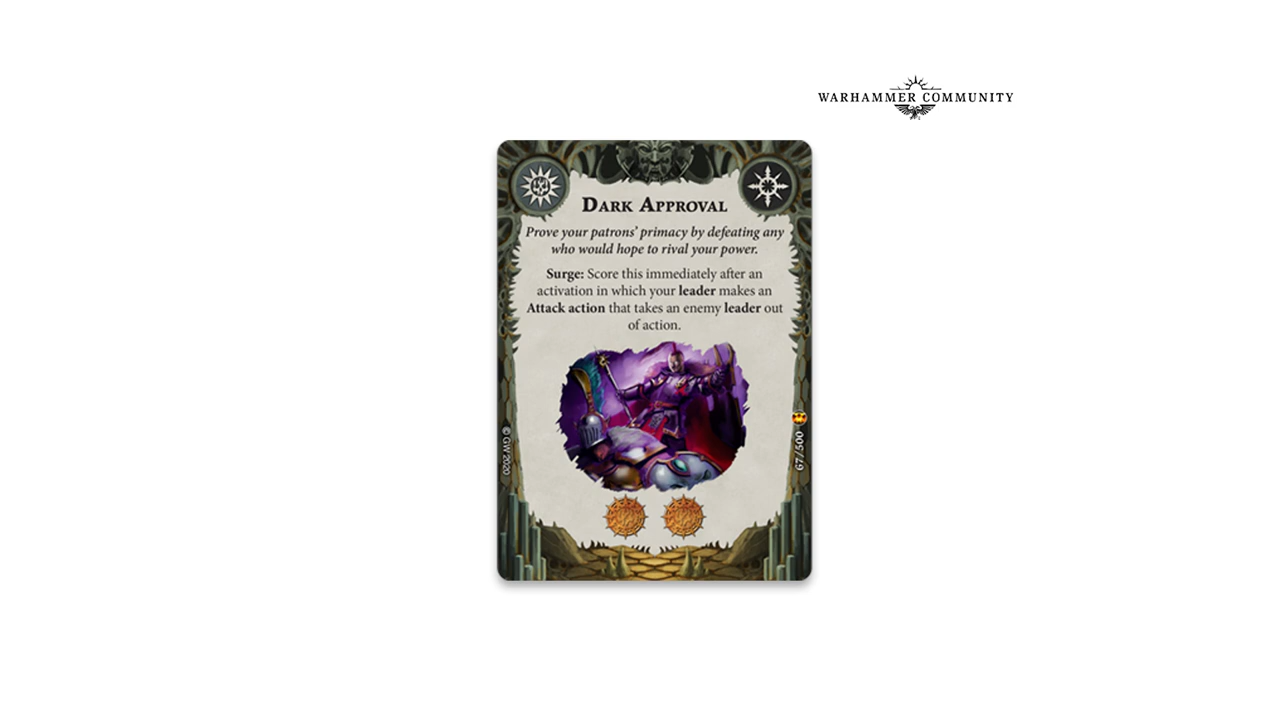 WARHAMMER COMMUNITY
DARK APPROVAL
Prove your patrons' primacy by defeating any
who would hope to rival your power.
Surge: Score this immediately after an
activation in which your leader makes an
Attack action that takes an enemy leader out
of action.
© GW 2020
67/500